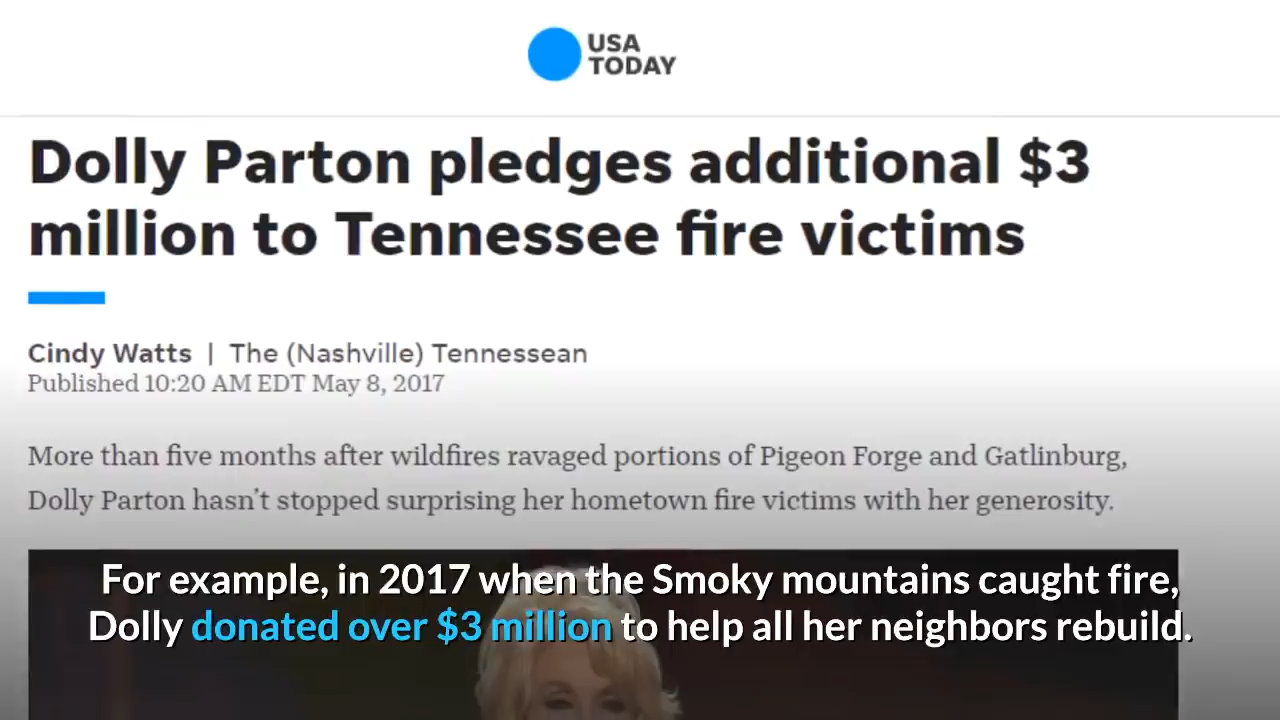 USA
TODAY
Dolly Parton pledges additional $3
million to Tennessee fire victims
Cindy Watts | The (Nashville) Tennessean
Published 10:20 AM EDT May 8, 2017
More than five months after wildfires ravaged portions of Pigeon Forge and Gatlinburg,
Dolly Parton hasn’t stopped surprising her hometown fire victims with her generosity.
For example, in 2017 when the Smoky mountains caught fire,
Dolly donated over $3 million to help all her neighbors rebuild.